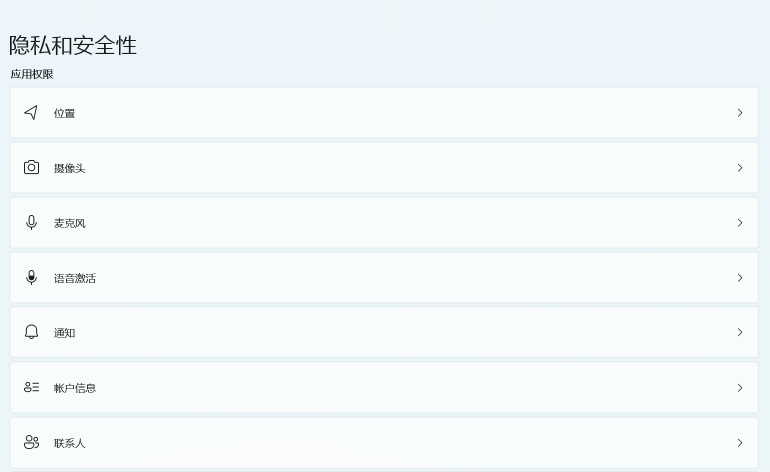 隐私和安全性
应用权限
位置
摄像头
麦克风
语音激活
通知
帐户信息
联系人